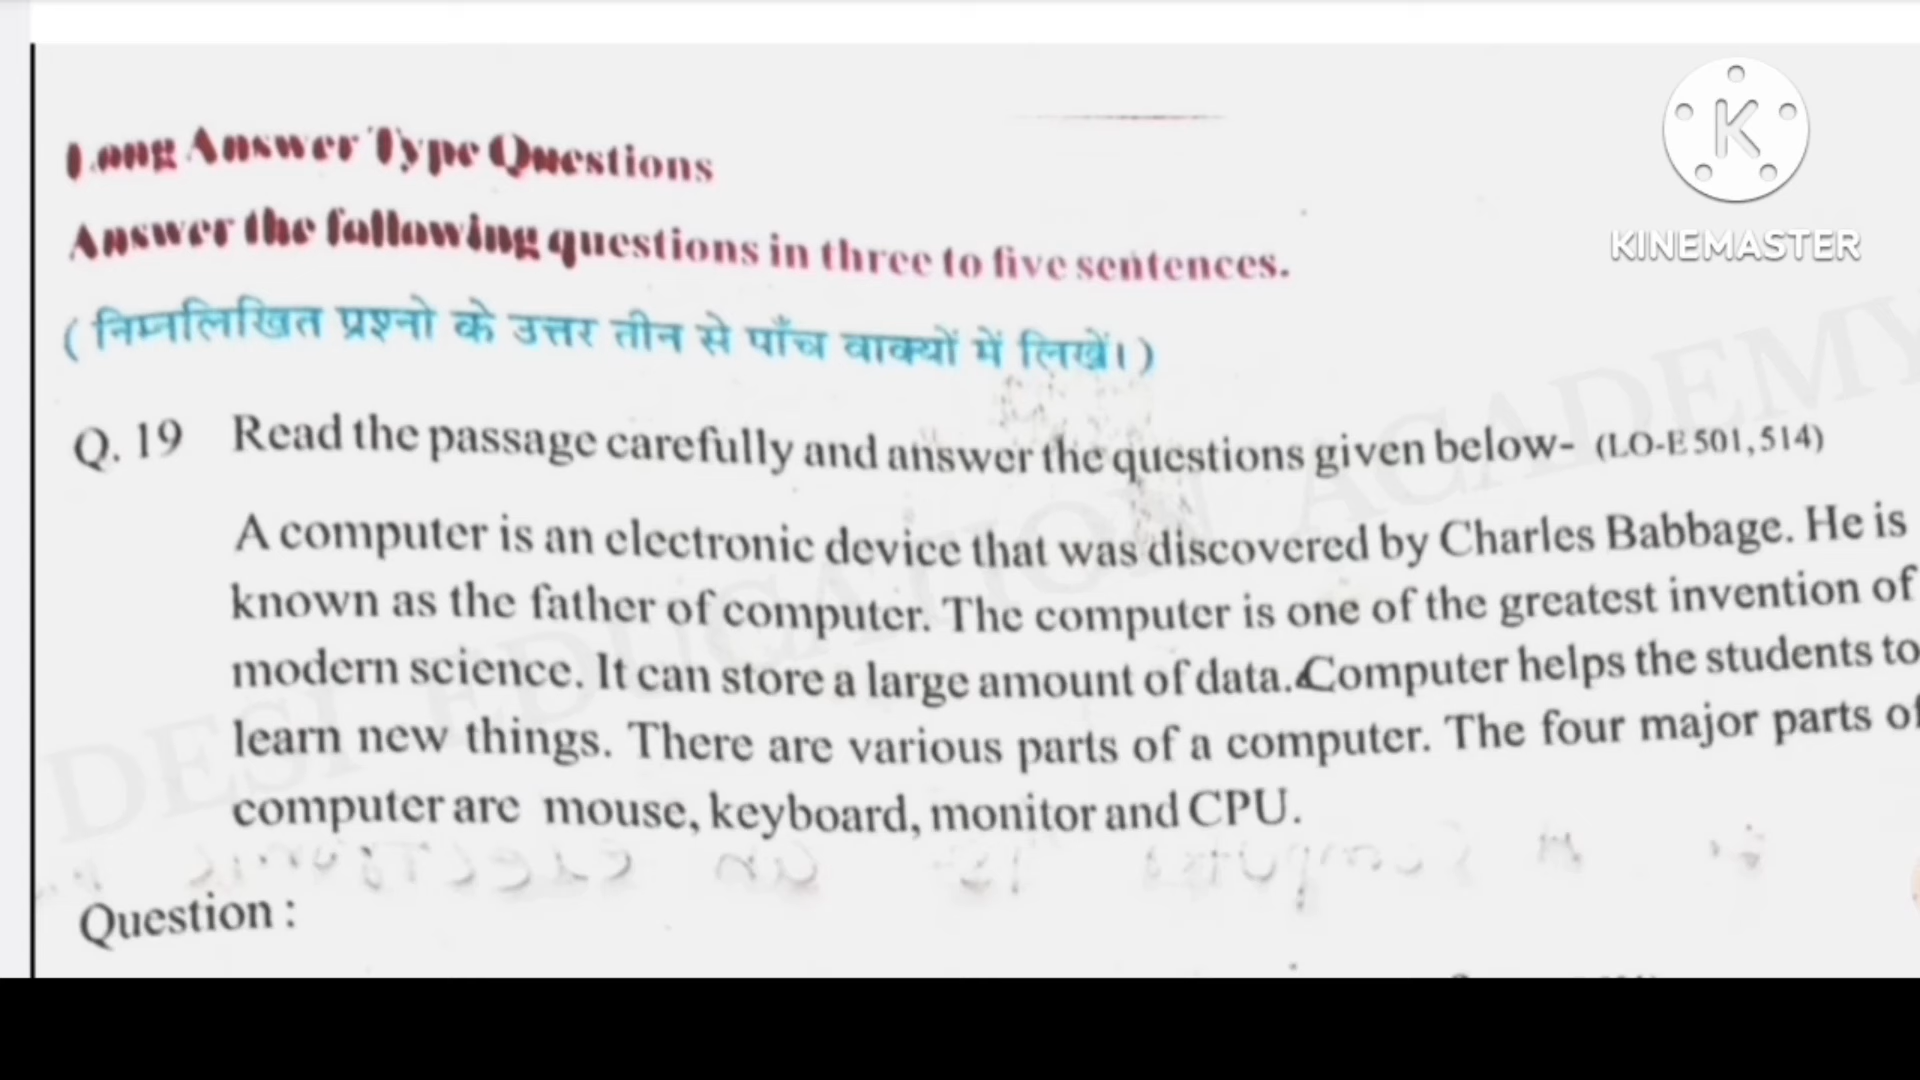 Long Answer Type Questions
Answer the following questions in three to five sentences.
( निम्नलिखित प्रश्नो के उत्तर तीन से पाँच वाक्यों में लिखें। )
Q. 19 Read the passage carefully and answer the questions given below- (LO-E 501, 514)
A computer is an electronic device that was discovered by Charles Babbage. He is
known as the father of computer. The computer is one of the greatest invention of
modern science. It can store a large amount of data. Computer helps the students to
learn new things. There are various parts of a computer. The four major parts of
computer are mouse, keyboard, monitor and CPU.
Question :
K
KINEMASTER
DESI EDUCATION ACADEMY